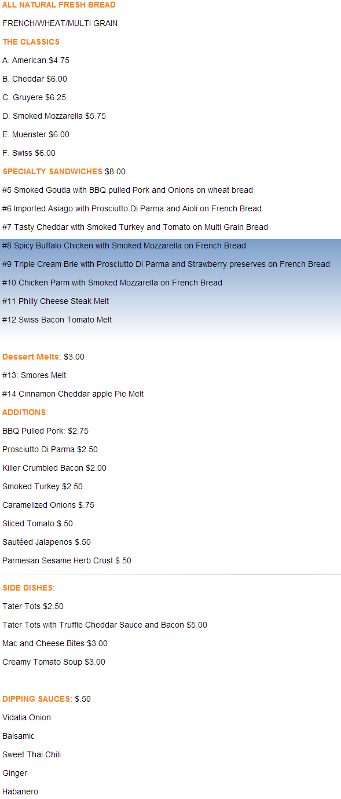 ALL NATURAL FRESH BREAD
FRENCH/WHEAT/MULTI GRAIN
THE CLASSICS
A. American $4.75
B. Cheddar $6.00
C. Gruyere $6.25
D. Smoked Mozzarella $5.75
E. Muenster $6.00
F. Swiss $6.00
SPECIALTY SANDWICHES $8.00
#5 Smoked Gouda with BBQ pulled Pork and Onions on wheat bread
#6 Imported Asiago with Prosciutto Di Parma and Aioli on French Bread
#7 Tasty Cheddar with Smoked Turkey and Tomato on Multi Grain Bread
#8 Spicy Buffalo Chicken with Smoked Mozzarella on French Bread
#9 Triple Cream Brie with Prosciutto Di Parma and Strawberry preserves on French Bread
#10 Chicken Parm with Smoked Mozzarella on French Bread
#11 Philly Cheese Steak Melt
#12 Swiss Bacon Tomato Melt
Dessert Melts: $3.00
#13: Smores Melt
#14 Cinnamon Cheddar apple Pie Melt
ADDITIONS:
BBQ Pulled Pork: $2.75
Prosciutto Di Parma $2.50
Killer Crumbled Bacon $2.00
Smoked Turkey $2.50
Caramelized Onions $.75
Sliced Tomato $.50
Sautéed Jalapenos $.50
Parmesan Sesame Herb Crust $.50
SIDE DISHES:
Tater Tots $2.50
Tater Tots with Truffle Cheddar Sauce and Bacon $5.00
Mac and Cheese Bites $3.00
Creamy Tomato Soup $3.00
DIPPING SAUCES: $.50
Vidalia Onion
Balsamic
Sweet Thai Chili
Ginger
Habanero